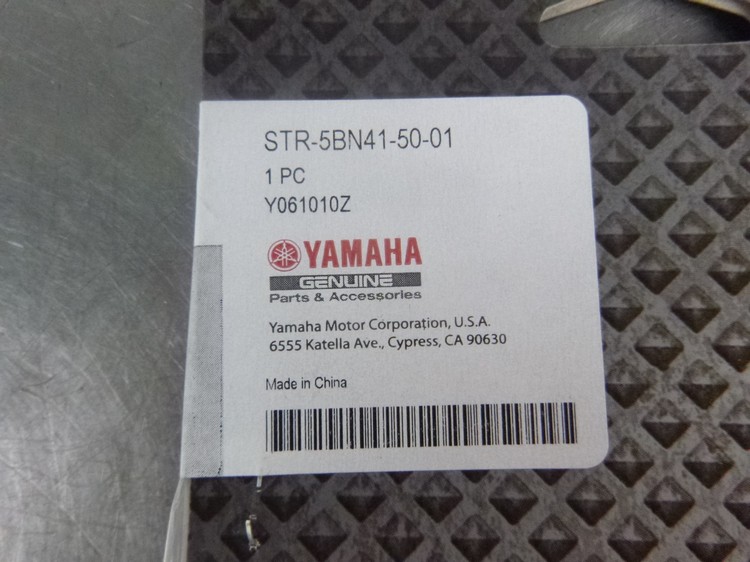 STR-5BN41-50-01
1 PC
Y061010Z
YAMAHA
GENUINE
Parts & Accessories
Yamaha Motor Corporation, U.S.A.
6555 Katella Ave., Cypress, CA 90630
Made in China